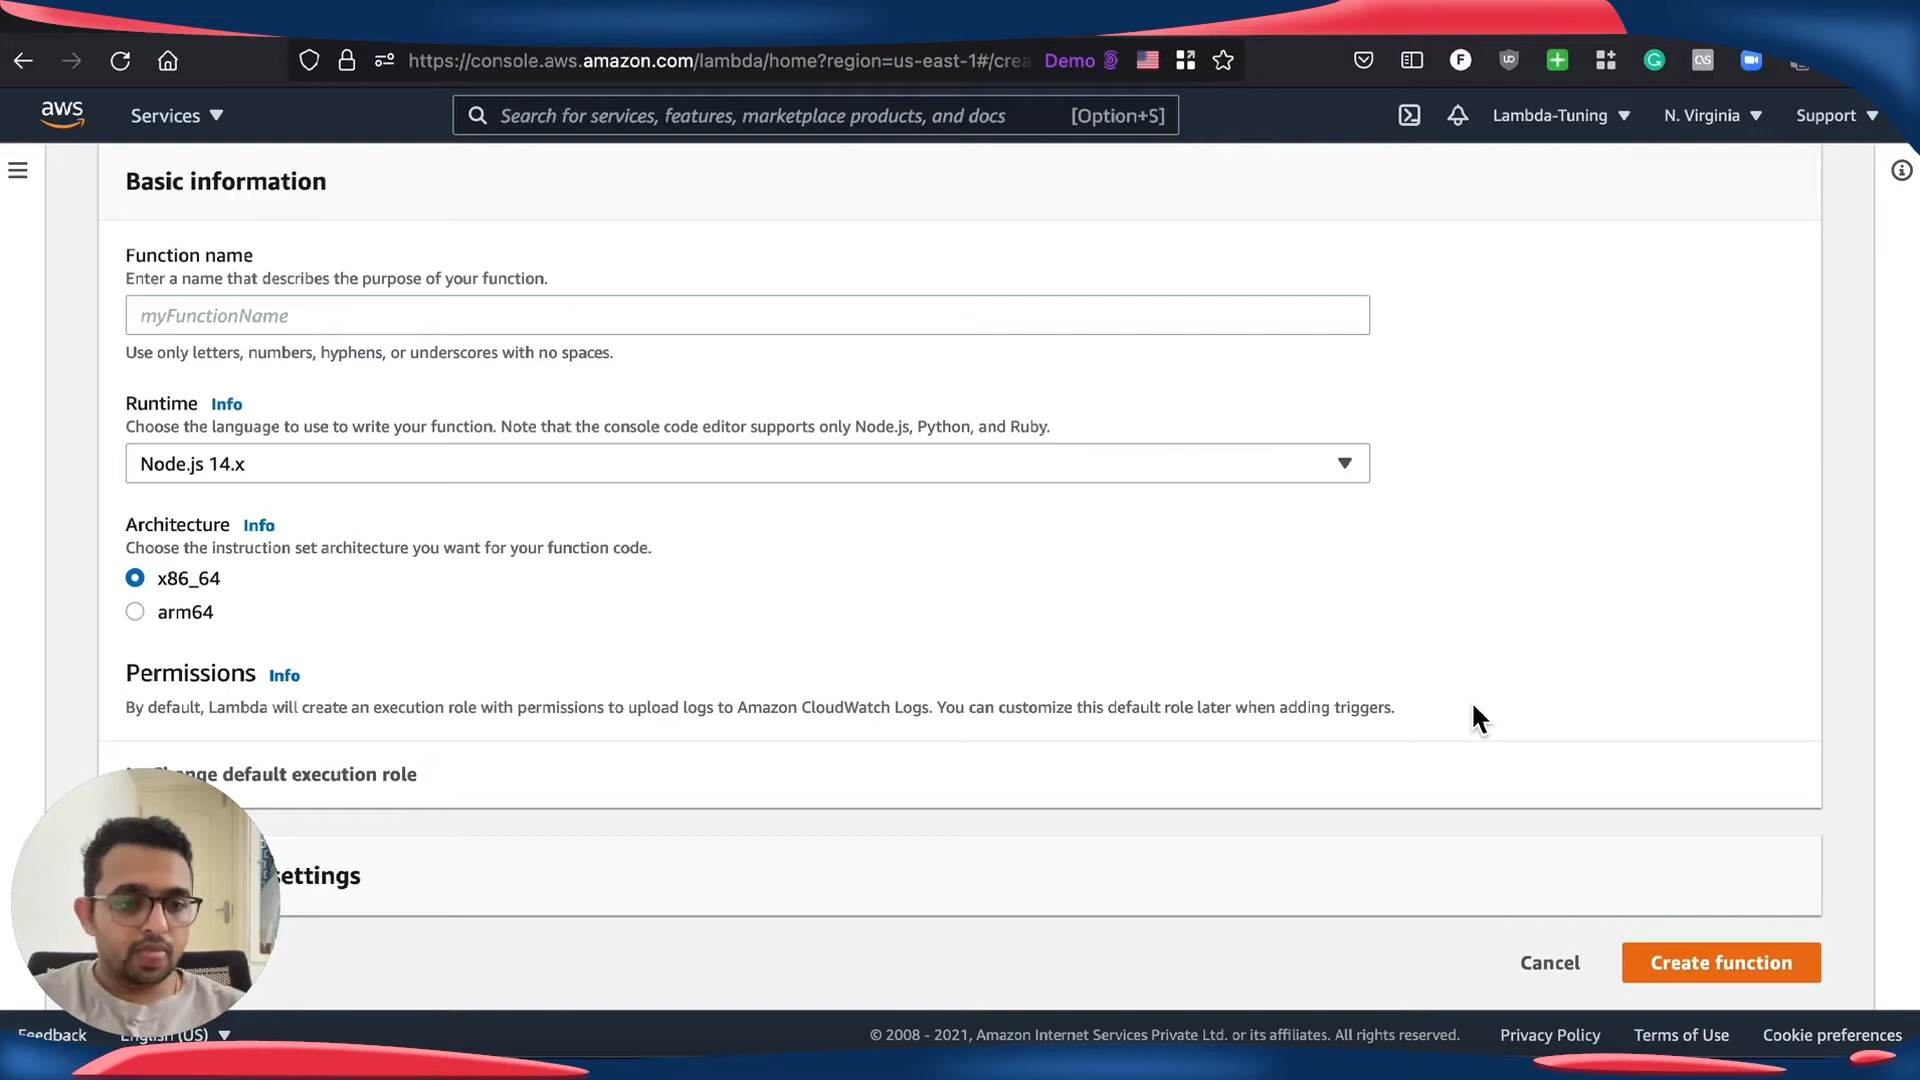 https://console.aws.amazon.com/lambda/home?region=us-east-1#/crea Demo
aws Services Search for services, features, marketplace products, and docs [Option+S] Lambda-Tuning N. Virginia Support
Basic information
Function name
Enter a name that describes the purpose of your function.
myFunctionName
Use only letters, numbers, hyphens, or underscores with no spaces.
Runtime Info
Choose the language to use to write your function. Note that the console code editor supports only Node.js, Python, and Ruby.
Node.js 14.x
Architecture Info
Choose the instruction set architecture you want for your function code.
x86_64
arm64
Permissions Info
By default, Lambda will create an execution role with permissions to upload logs to Amazon CloudWatch Logs. You can customize this default role later when adding triggers.
Change default execution role
settings
Cancel Create function
Feedback English (US) © 2008 - 2021, Amazon Internet Services Private Ltd. or its affiliates. All rights reserved. Privacy Policy Terms of Use Cookie preferences